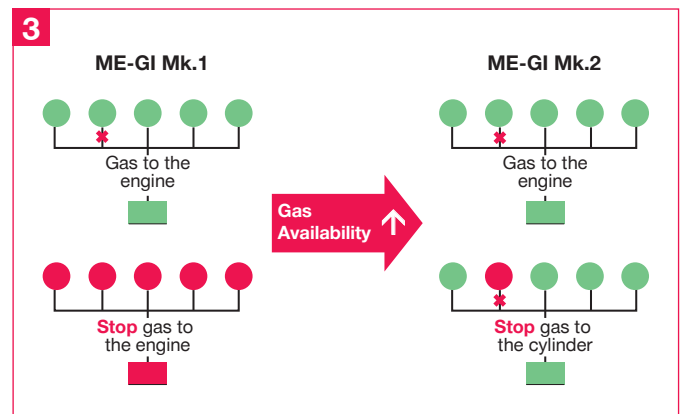 3
ME-GI Mk.1
ME-GI Mk.2
Gas to the
engine
Gas to the
engine
Gas
Availability
Stop gas to
the engine
Stop gas to
the cylinder